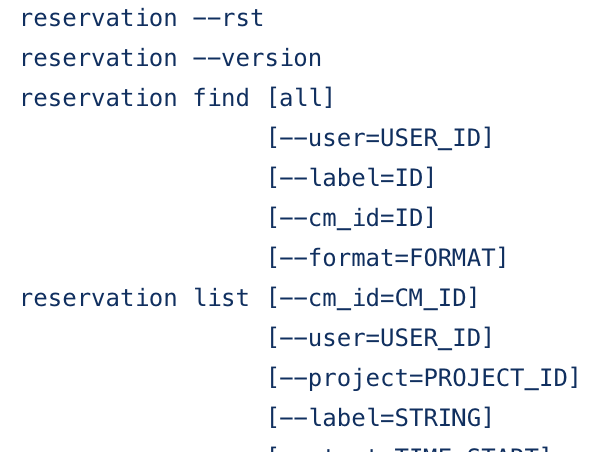 reservation --rst
reservation --version
reservation find [all]
[--user=USER_ID]
[--label=ID]
[--cm_id=ID]
[--format=FORMAT]
reservation list [--cm_id=CM_ID]
[--user=USER_ID]
[--project=PROJECT_ID]
[--label=STRING]